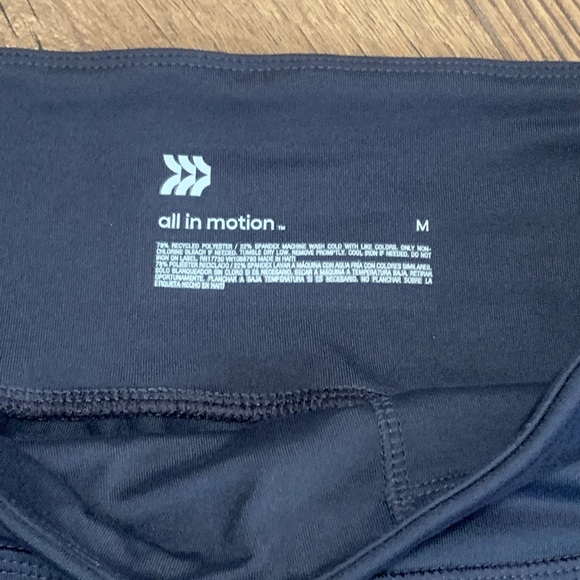 all in motion™ M
78% RECYCLED POLYESTER / 22% SPANDEX MACHINE WASH COLD WITH LIKE COLORS. ONLY NON-
CHLORINE BLEACH IF NEEDED. TUMBLE DRY LOW. REMOVE PROMPTLY. COOL IRON IF NEEDED. DO NOT
IRON ON LABEL. RN17730 MADE IN HAITI
78% POLIÉSTER RECICLADO / 22% SPANDEX LAVAR A MÁQUINA CON AGUA FRÍA CON COLORES SIMILARES.
SOLO BLANQUEADOR SIN CLORO SI ES NECESARIO. SECAR A MÁQUINA A TEMPERATURA BAJA. RETIRAR
OPORTUNAMENTE. PLANCHAR A BAJA TEMPERATURA SI ES NECESARIO. NO PLANCHAR SOBRE LA
ETIQUETA HECHO EN HAITÍ